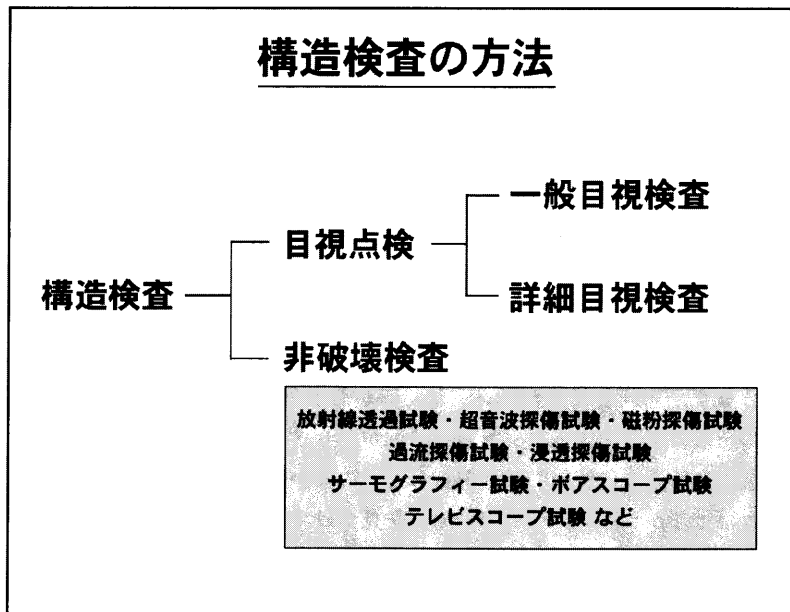 構造検査の方法
一般目視検査
目視点検
構造検査
詳細目視検査
非破壊検査
放射線透過試験・超音波探傷試験・磁粉探傷試験
過流探傷試験・浸透探傷試験
サーモグラフィー試験・ボアスコープ試験
テレビスコープ試験 など